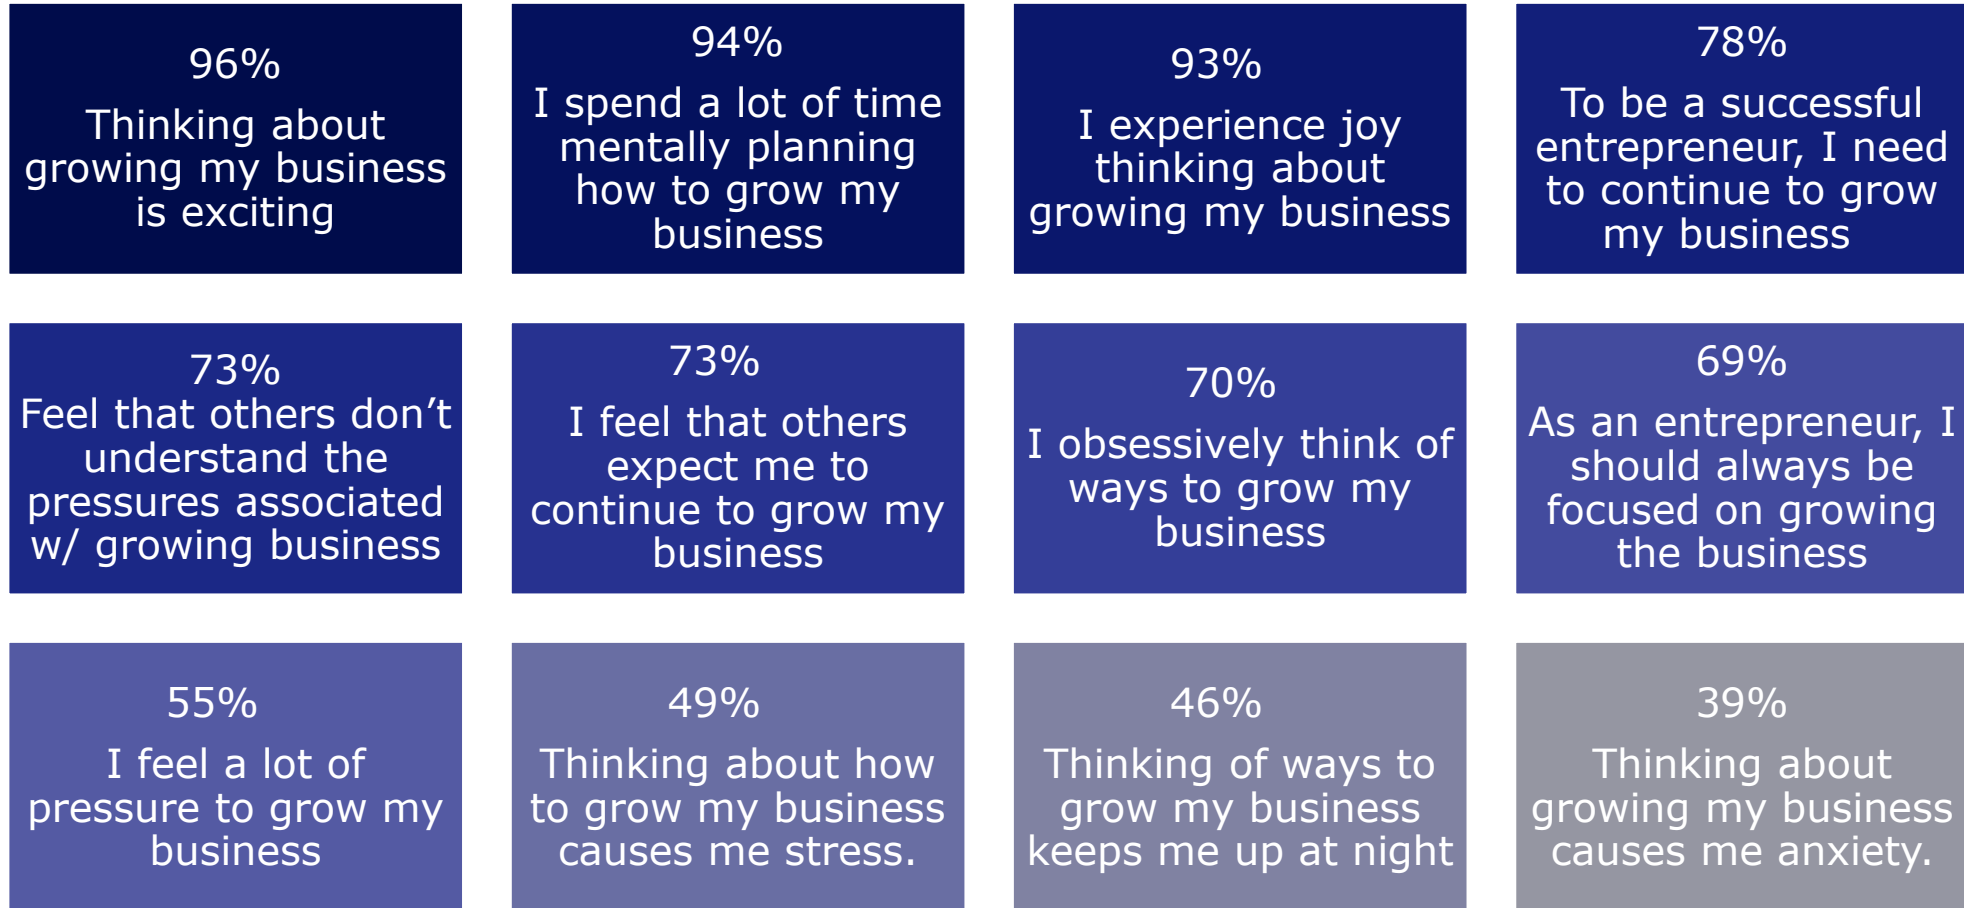 96%
Thinking about
growing my business
is exciting
94%
I spend a lot of time
mentally planning
how to grow my
business
93%
I experience joy
thinking about
growing my business
78%
To be a successful
entrepreneur, I need
to continue to grow
my business
73%
Feel that others don’t
understand the
pressures associated
w/ growing business
73%
I feel that others
expect me to
continue to grow my
business
70%
I obsessively think of
ways to grow my
business
69%
As an entrepreneur, I
should always be
focused on growing
the business
55%
I feel a lot of
pressure to grow my
business
49%
Thinking about how
to grow my business
causes me stress.
46%
Thinking of ways to
grow my business
keeps me up at night
39%
Thinking about
growing my business
causes me anxiety.